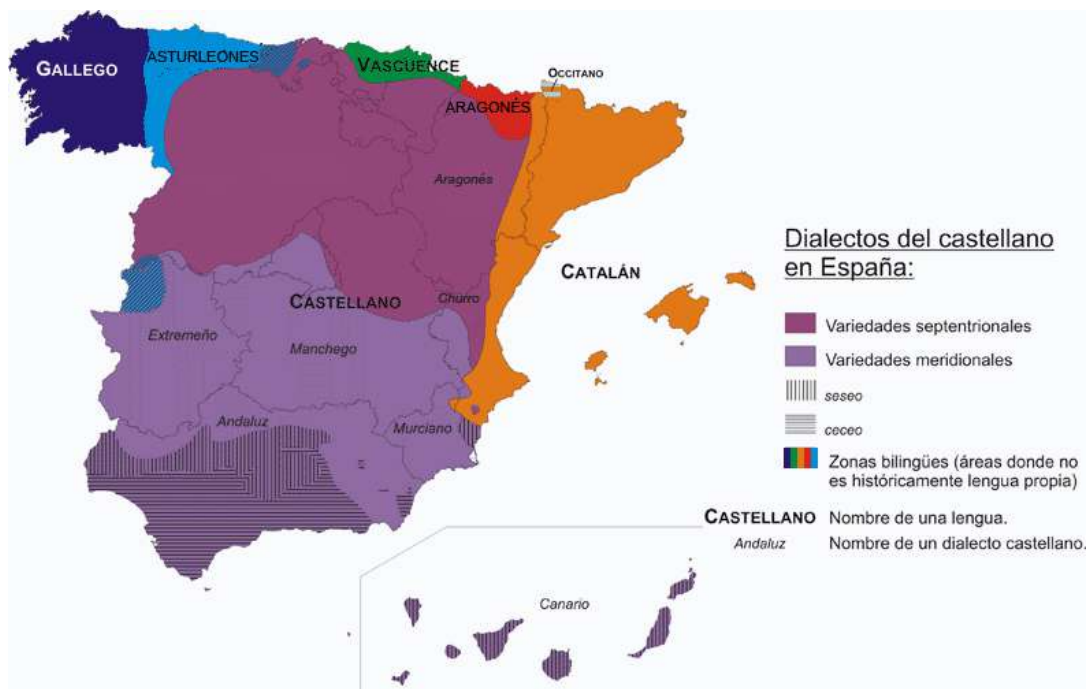 GALLEGO
ASTURLEONES
VASCUENCE
OCCITANO
ARAGONÉS
Aragonés
CATALÁN
CASTELLANO
Churro
Extremeño
Manchego
Andaluz
Murciano
Canario
Dialectos del castellano
en España:
Variedades septentrionales
Variedades meridionales
seseo
ceceo
Zonas bilingües (áreas donde no
es históricamente lengua propia)
CASTELLANO Nombre de una lengua.
Andaluz Nombre de un dialecto castellano.